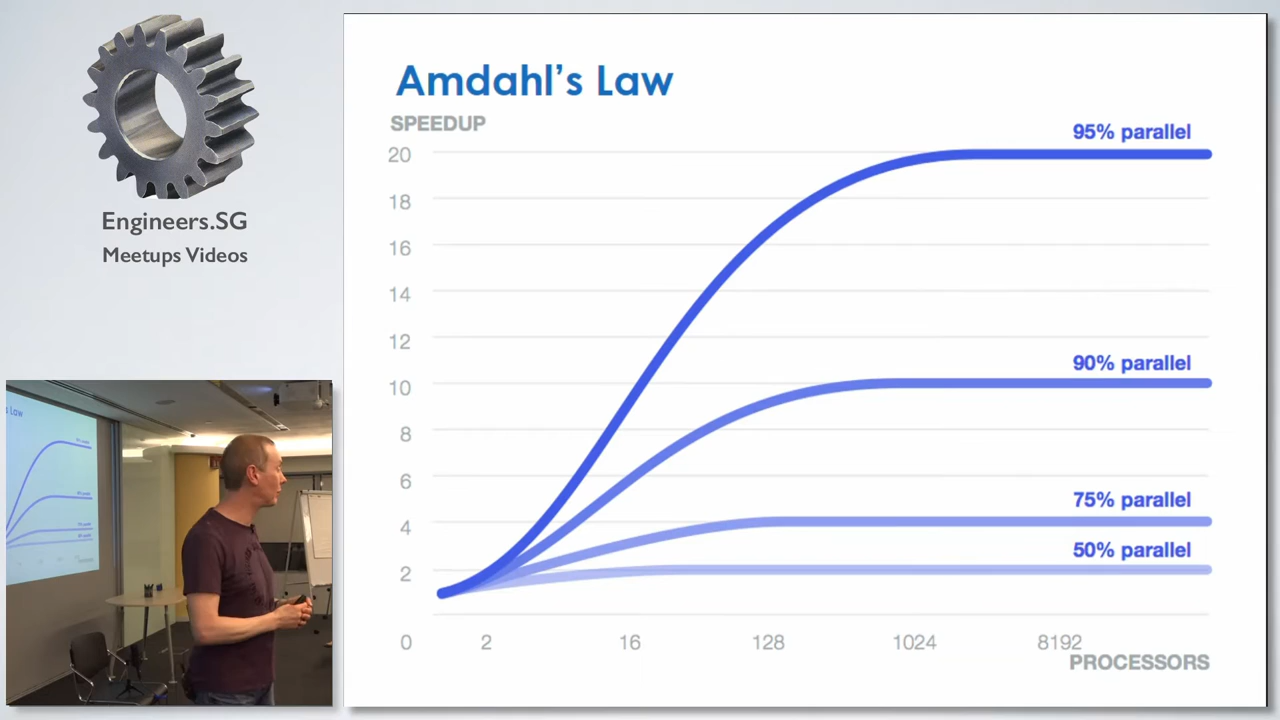 Engineers.SG
Meetups Videos
Amdahl's Law
SPEEDUP
95% parallel
20
18
16
14
12
90% parallel
10
8
6
75% parallel
4
50% parallel
2
0 2 16 128 1024 8192
PROCESSORS